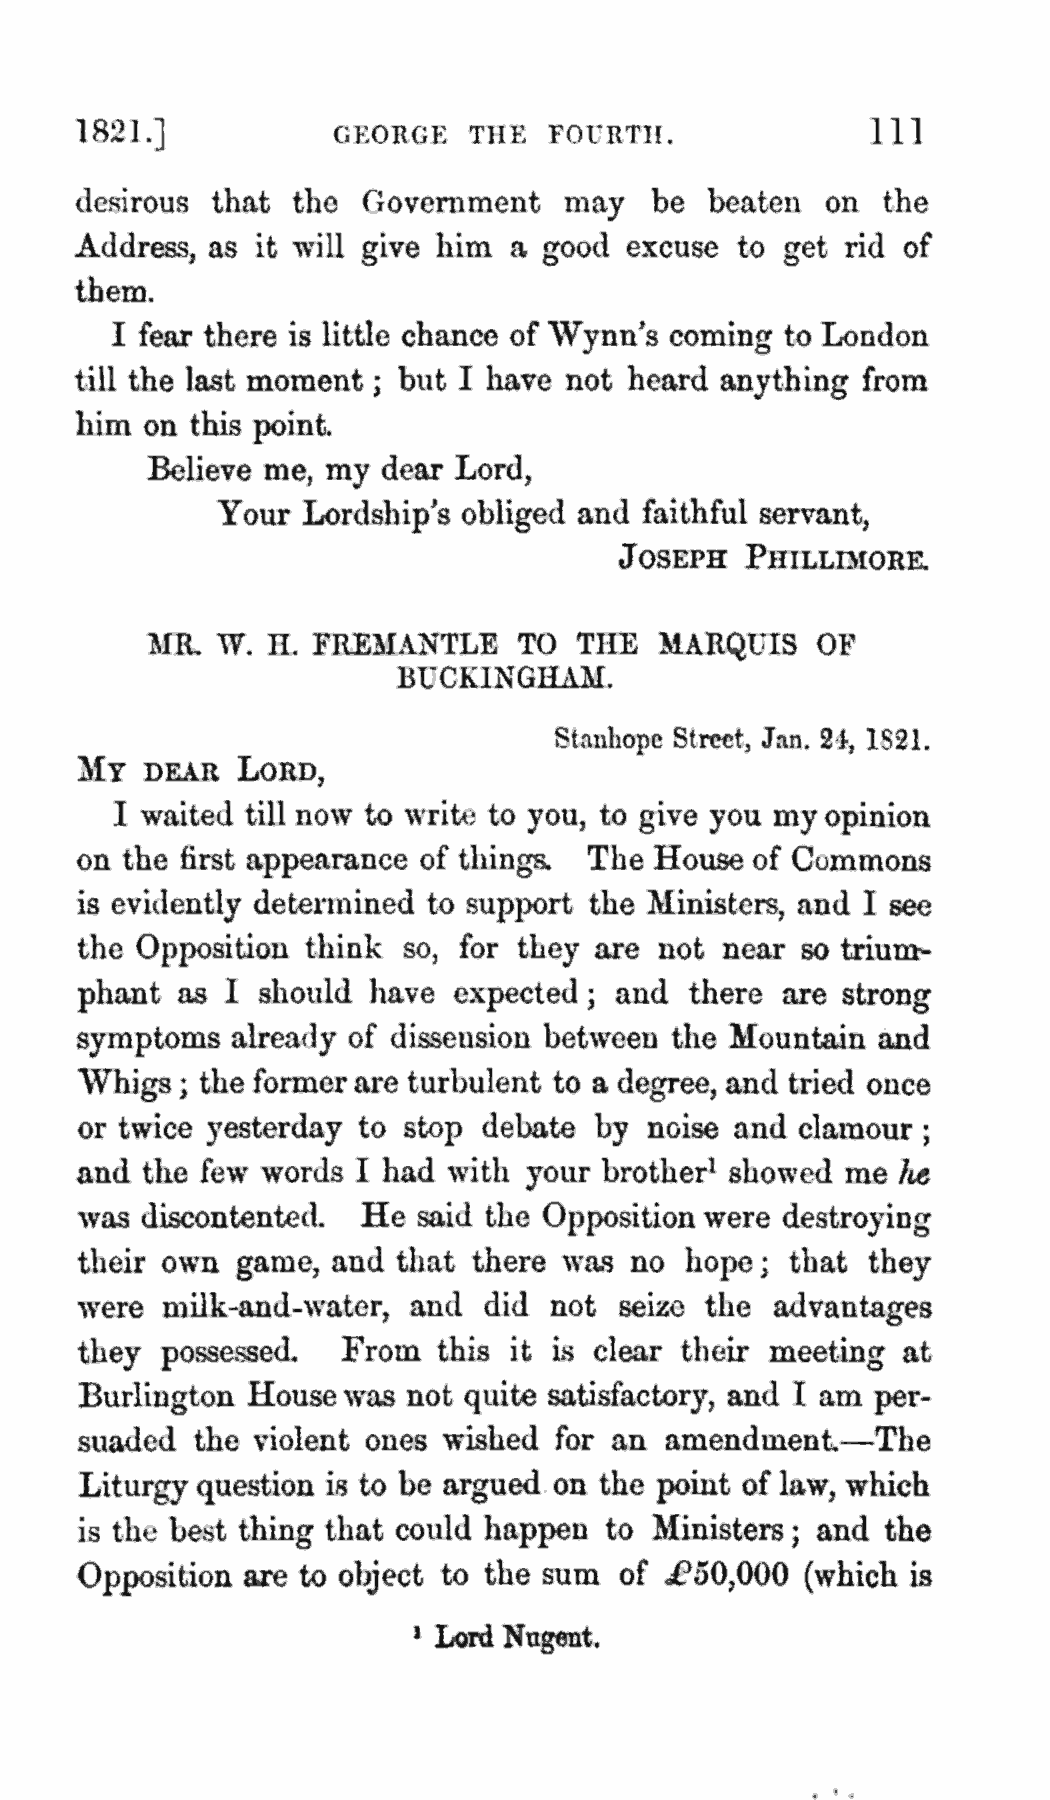 1821.] GEORGE THE FOURTH. 111
desirous that the Government may be beaten on the
Address, as it will give him a good excuse to get rid of
them.
I fear there is little chance of Wynn's coming to London
till the last moment; but I have not heard anything from
him on this point.
Believe me, my dear Lord,
Your Lordship's obliged and faithful servant,
JOSEPH PHILLIMORE.
MR. W. H. FREMANTLE TO THE MARQUIS OF
BUCKINGHAM.
Stanhope Street, Jan. 24, 1821.
MY DEAR LORD,
I waited till now to write to you, to give you my opinion
on the first appearance of things. The House of Commons
is evidently determined to support the Ministers, and I see
the Opposition think so, for they are not near so trium-
phant as I should have expected; and there are strong
symptoms already of dissension between the Mountain and
Whigs; the former are turbulent to a degree, and tried once
or twice yesterday to stop debate by noise and clamour;
and the few words I had with your brother¹ showed me he
was discontented. He said the Opposition were destroying
their own game, and that there was no hope; that they
were milk-and-water, and did not seize the advantages
they possessed. From this it is clear their meeting at
Burlington House was not quite satisfactory, and I am per-
suaded the violent ones wished for an amendment.—The
Liturgy question is to be argued on the point of law, which
is the best thing that could happen to Ministers; and the
Opposition are to object to the sum of £50,000 (which is
¹ Lord Nugent.